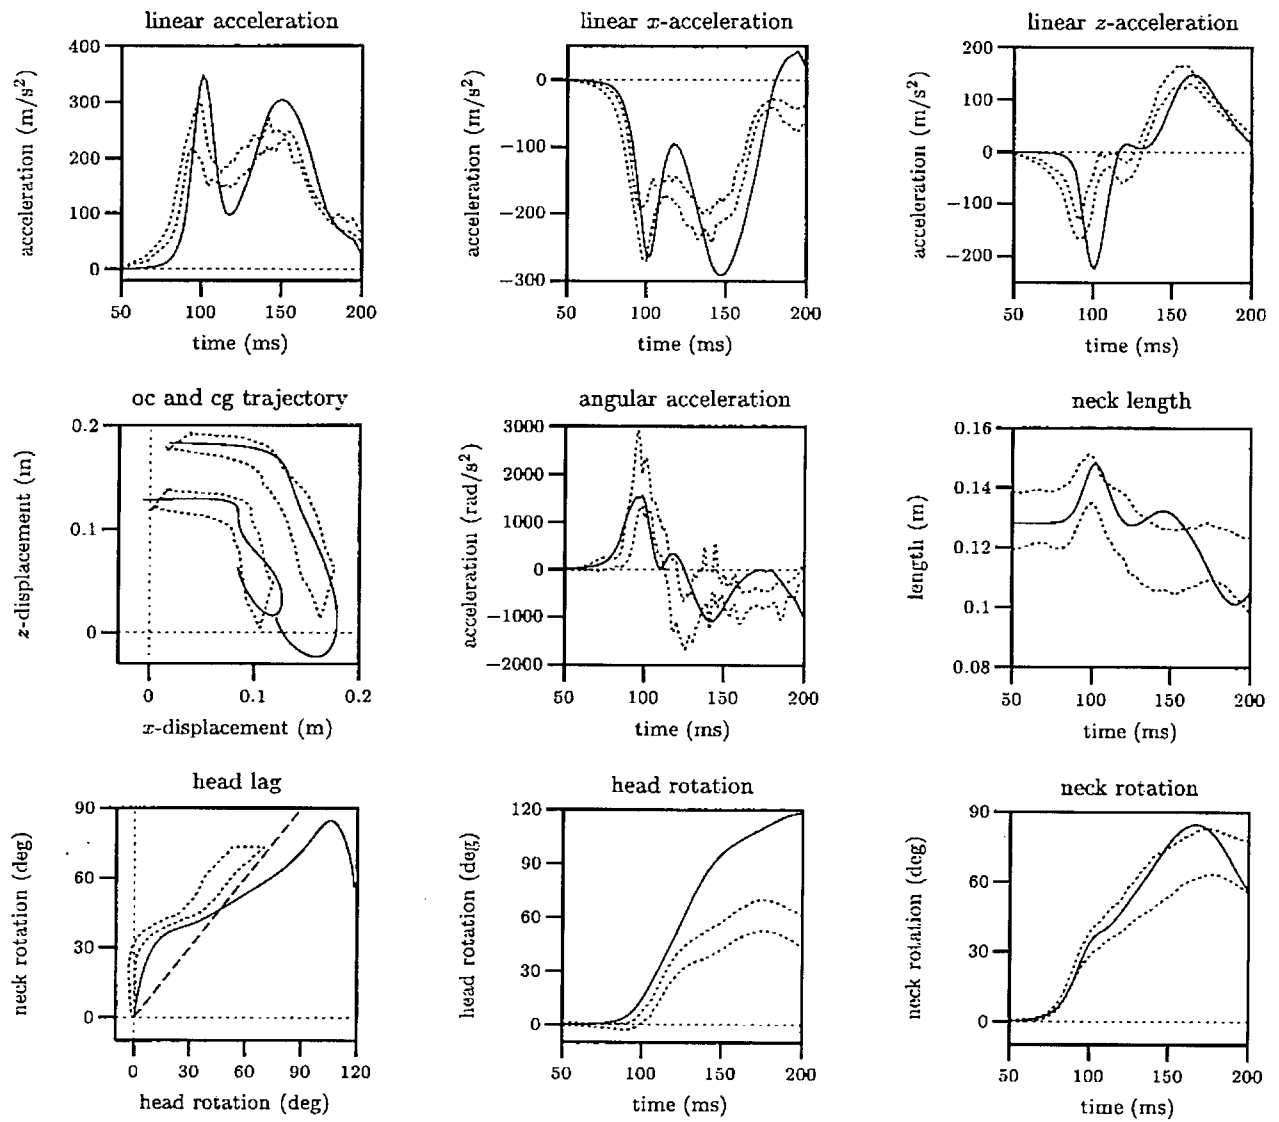 linear acceleration
acceleration (m/s²)
400
300
200
100
0
50 100 150 200
time (ms)
linear x-acceleration
acceleration (m/s²)
0
−100
−200
−300
50 100 150 200
time (ms)
linear z-acceleration
acceleration (m/s²)
200
100
0
−100
−200
50 100 150 200
time (ms)
oc and cg trajectory
z-displacement (m)
0.2
0.1
0
0 0.1 0.2
x-displacement (m)
angular acceleration
acceleration (rad/s²)
3000
2000
1000
0
−1000
−2000
50 100 150 200
time (ms)
neck length
length (m)
0.16
0.14
0.12
0.1
0.08
50 100 150 200
time (ms)
head lag
neck rotation (deg)
90
60
30
0
0 30 60 90 120
head rotation (deg)
head rotation
head rotation (deg)
120
90
60
30
0
50 100 150 200
time (ms)
neck rotation
neck rotation (deg)
90
60
30
0
50 100 150 200
time (ms)